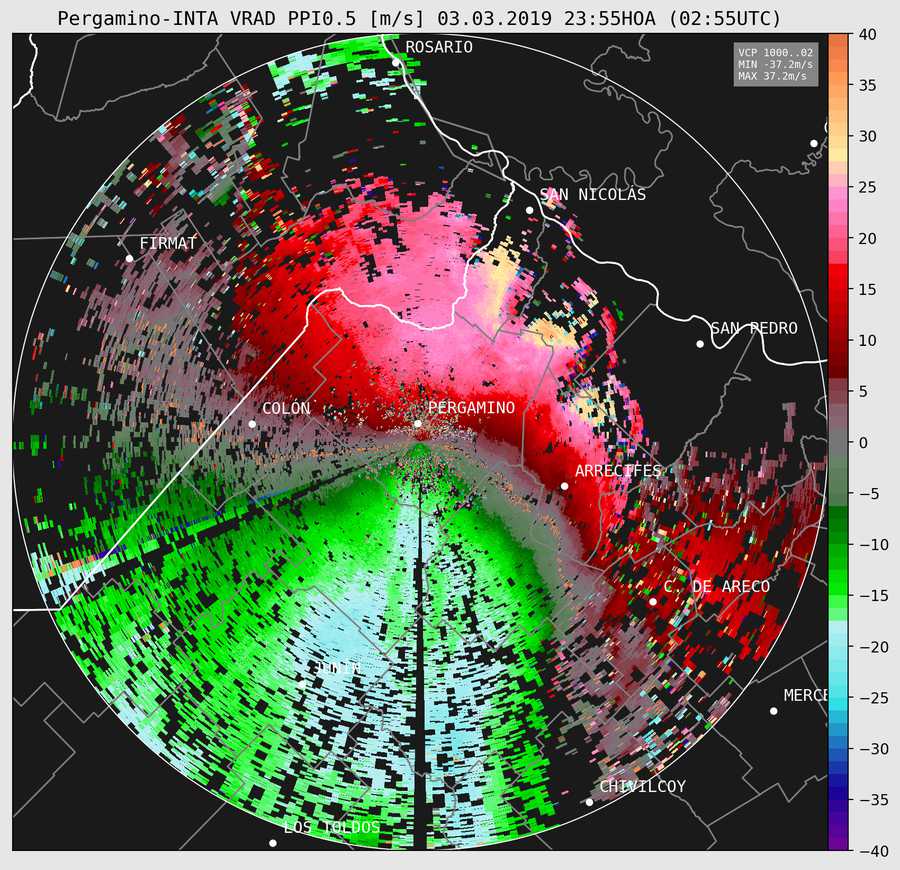 Pergamino-INTA VRAD PPI0.5 [m/s] 03.03.2019 23:55HOA (02:55UTC)
VCP 1000..02
MIN -37.2m/s
MAX 37.2m/s
ROSARIO
SAN NICOLAS
FIRMAT
SAN PEDRO
COLÓN
PERGAMINO
ARRECIFES
C. DE ARECO
JUNIN
MERCE
CHIVILCOY
LOS TOLDOS
40
35
30
25
20
15
10
5
0
−5
−10
−15
−20
−25
−30
−35
−40